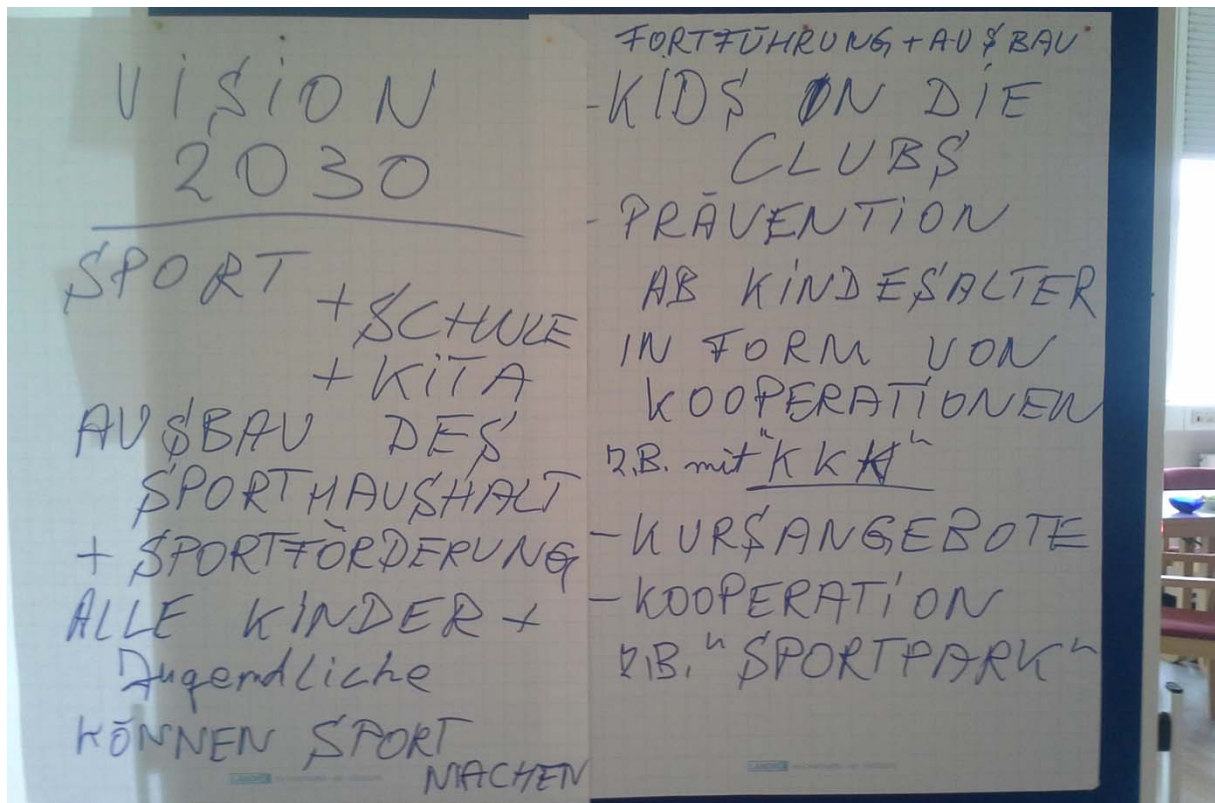 ViSiON
2030
SPORT
+ SCHULE
+ KiTA
AUSBAU DES
SPORTHAUSHALT
+ SPORTFÖRDERUNG
ALLE KiNDER +
Jugendliche
KÖNNEN SPORT
MACHEN
FORTFÜHRUNG + AUSBAU
- KiDS IN DiE
CLUBS
- PRÄVENTiON
AB KiNDESALTER
IN FORM VON
KOOPERATiONEN
z.B. mit "KKH"
- KURSANGEBOTE
- KOOPERATiON
z.B. "SPORTPARK"